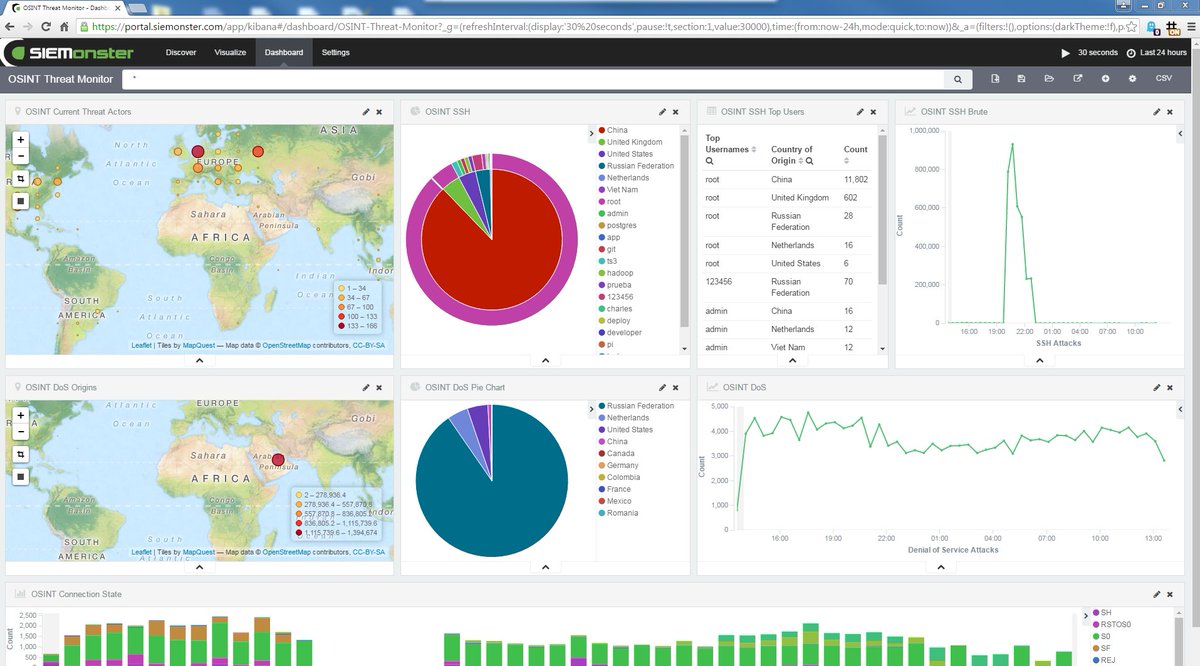 OSINT Threat Monitor - Dashb
https://portal.siemonster.com/app/kibana#/dashboard/OSINT-Threat-Monitor?_g=(refreshInterval:(display:'30%20seconds',pause:!t,section:1,value:30000),time:(from:now-24h,mode:quick,to:now))&_a=(filters:!(),options:(darkTheme:!f),p
SIEMonster Discover Visualize Dashboard Settings 30 seconds Last 24 hours
OSINT Threat Monitor * CSV
OSINT Current Threat Actors
+
−
ASIA
North
Atlantic
Ocean
EUROPE
Gobi
Sahara
Arabian
Peninsula
AFRICA
Amazon
Basin
Congo
Basin
Indian
Ocean
Indor
SOUTH
AMERICA
South
Atlantic
Ocean
1 – 34
34 – 67
67 – 100
100 – 133
133 – 166
Leaflet | Tiles by MapQuest — Map data © OpenStreetMap contributors, CC-BY-SA
OSINT SSH
China
United Kingdom
United States
Russian Federation
Netherlands
Viet Nam
root
admin
postgres
app
git
ts3
hadoop
prueba
123456
charles
deploy
developer
pi
OSINT SSH Top Users
Top
Usernames
Country of
Origin
Count
root China 11,802
root United Kingdom 602
root Russian
Federation 28
root Netherlands 16
root United States 6
123456 Russian
Federation 70
admin China 16
admin Netherlands 12
admin Viet Nam 12
OSINT SSH Brute
1,000,000
800,000
600,000
400,000
200,000
0
Count
16:00 19:00 22:00 01:00 04:00 07:00 10:00
SSH Attacks
OSINT DoS Origins
+
−
Atlantic
Ocean
EUROPE
Gobi
Sahara
Arabian
Peninsula
AFRICA
Amazon
Basin
Congo
Basin
SOUTH
AMERICA
South
Atlantic
2 – 278,936.4
278,936.4 – 557,870.8
557,870.8 – 836,805.2
836,805.2 – 1,115,739.6
1,115,739.6 – 1,394,674
Leaflet | Tiles by MapQuest — Map data © OpenStreetMap contributors, CC-BY-SA
OSINT DoS Pie Chart
Russian Federation
Netherlands
United States
China
Canada
Germany
Colombia
France
Mexico
Romania
OSINT DoS
5,000
4,000
3,000
2,000
1,000
0
Count
16:00 19:00 22:00 01:00 04:00 07:00 10:00 13:00
Denial of Service Attacks
OSINT Connection State
2,500
2,000
1,500
1,000
500
Count
SH
RSTOS0
S0
SF
REJ